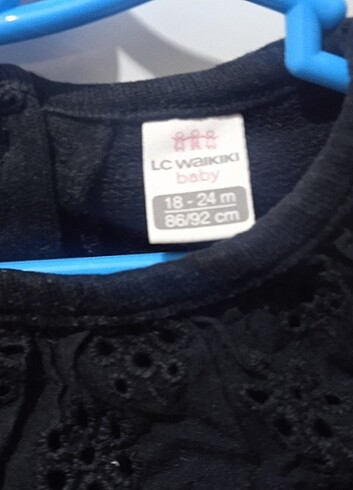 LC WAIKIKI
baby
18 - 24 m
86/92 cm